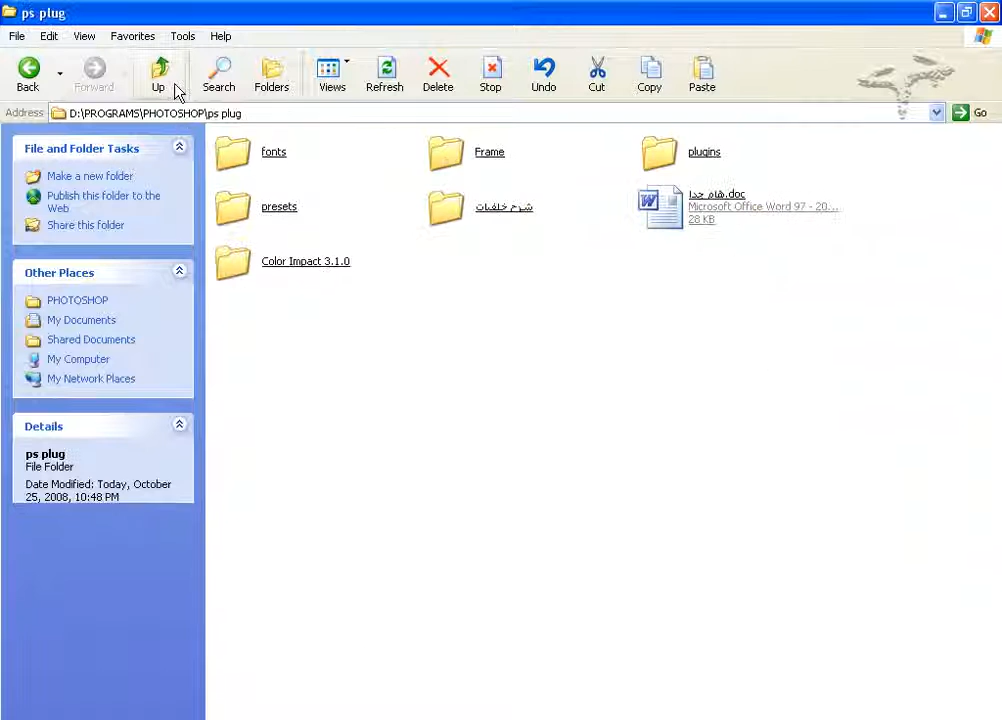 ps plug
File Edit View Favorites Tools Help
Back Forward Up Search Folders Views Refresh Delete Stop Undo Cut Copy Paste
Address D:\PROGRAMS\PHOTOSHOP\ps plug Go
File and Folder Tasks
Make a new folder
Publish this folder to the
Web
Share this folder
Other Places
PHOTOSHOP
My Documents
Shared Documents
My Computer
My Network Places
Details
ps plug
File Folder
Date Modified: Today, October
25, 2008, 10:48 PM
fonts
Frame
plugins
presets
شرح خلفيات
هام جدا.doc
Microsoft Office Word 97 - 20...
28 KB
Color Impact 3.1.0